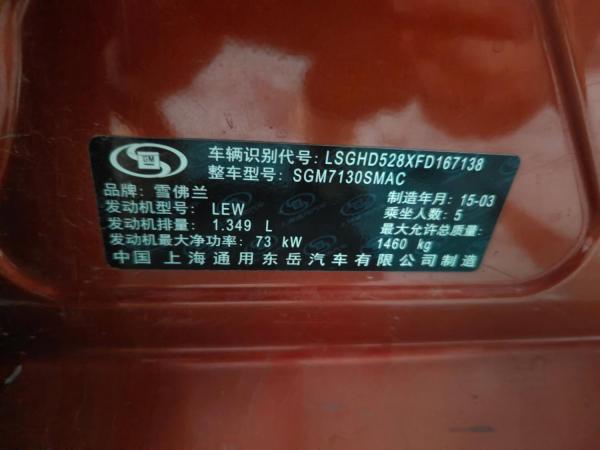 GM
车辆识别代号: LSGHD528XFD167138
整车型号: SGM7130SMAC
品牌: 雪佛兰
制造年月: 15-03
发动机型号: LEW
乘坐人数: 5
发动机排量: 1.349 L
最大允许总质量:
发动机最大净功率: 73 kW
1460 kg
中国 上海通用东岳汽车有限公司制造